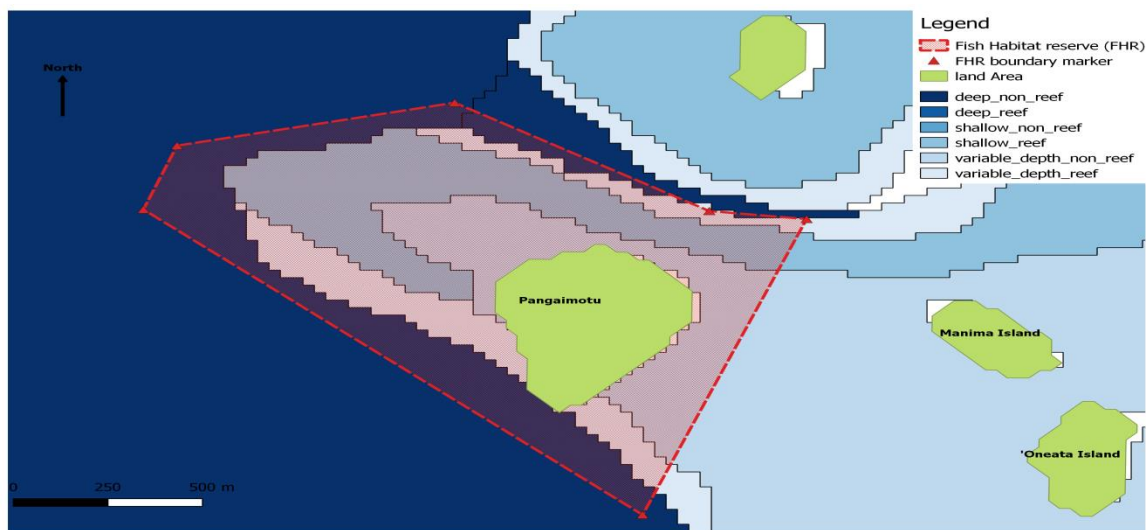 Legend
Fish Habitat reserve (FHR)
FHR boundary marker
land Area
deep_non_reef
deep_reef
shallow_non_reef
shallow_reef
variable_depth_non_reef
variable_depth_reef
North
Pangaimotu
Manima Island
'Oneata Island
0 250 500 m